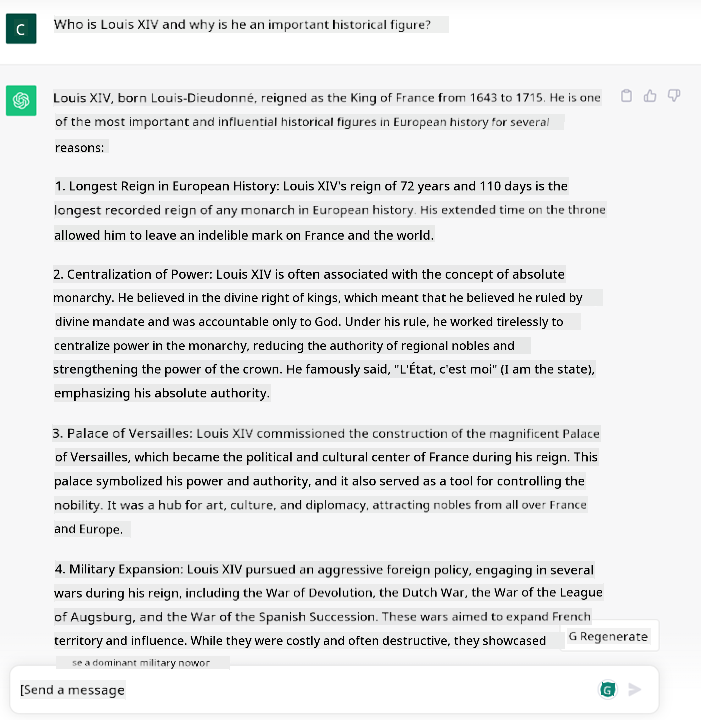 C
Who is Louis XIV and why is he an important historical figure?
Louis XIV, born Louis-Dieudonné, reigned as the King of France from 1643 to 1715. He is one
of the most important and influential historical figures in European history for several
reasons:
1. Longest Reign in European History: Louis XIV's reign of 72 years and 110 days is the
longest recorded reign of any monarch in European history. His extended time on the throne
allowed him to leave an indelible mark on France and the world.
2. Centralization of Power: Louis XIV is often associated with the concept of absolute
monarchy. He believed in the divine right of kings, which meant that he believed he ruled by
divine mandate and was accountable only to God. Under his rule, he worked tirelessly to
centralize power in the monarchy, reducing the authority of regional nobles and
strengthening the power of the crown. He famously said, "L'État, c'est moi" (I am the state),
emphasizing his absolute authority.
3. Palace of Versailles: Louis XIV commissioned the construction of the magnificent Palace
of Versailles, which became the political and cultural center of France during his reign. This
palace symbolized his power and authority, and it also served as a tool for controlling the
nobility. It was a hub for art, culture, and diplomacy, attracting nobles from all over France
and Europe.
4. Military Expansion: Louis XIV pursued an aggressive foreign policy, engaging in several
wars during his reign, including the War of Devolution, the Dutch War, the War of the League
of Augsburg, and the War of the Spanish Succession. These wars aimed to expand French
territory and influence. While they were costly and often destructive, they showcased
G Regenerate
se a dominant military nowor
[Send a message
G